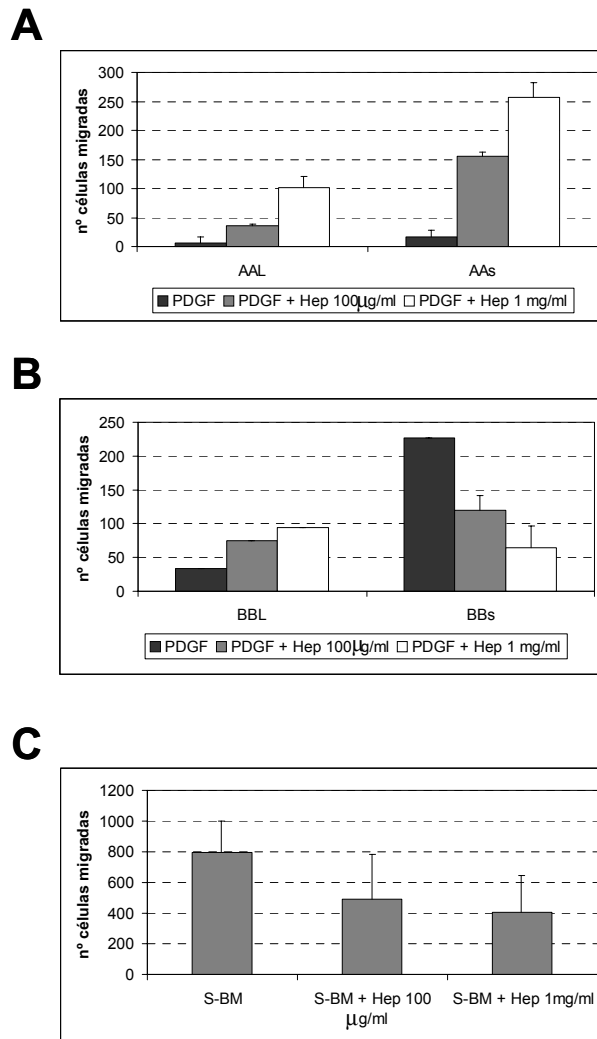 A
nº células migradas
300
250
200
150
100
50
0
AAL AAs
PDGF PDGF + Hep 100µg/ml PDGF + Hep 1 mg/ml
B
nº células migradas
250
200
150
100
50
0
BBL BBs
PDGF PDGF + Hep 100µg/ml PDGF + Hep 1 mg/ml
C
nº células migradas
1200
1000
800
600
400
200
0
S-BM S-BM + Hep 100 S-BM + Hep 1mg/ml
µg/ml